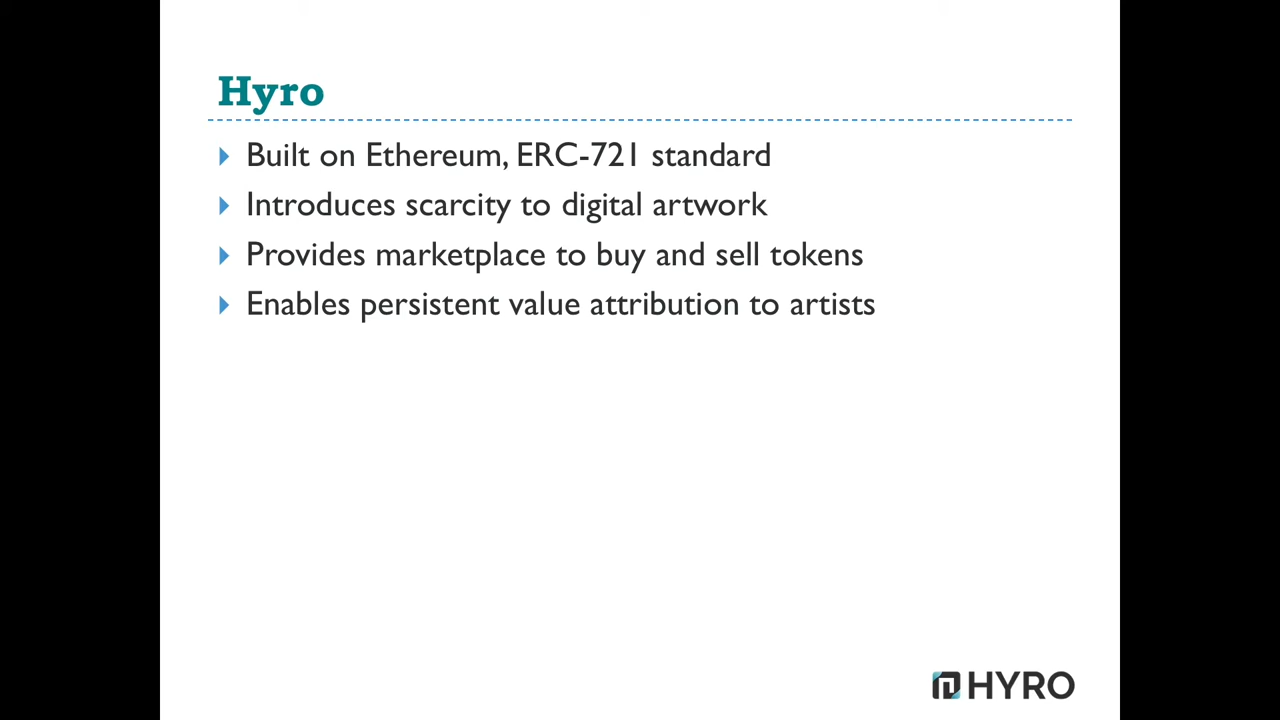 Hyro
Built on Ethereum, ERC-721 standard
Introduces scarcity to digital artwork
Provides marketplace to buy and sell tokens
Enables persistent value attribution to artists
HYRO